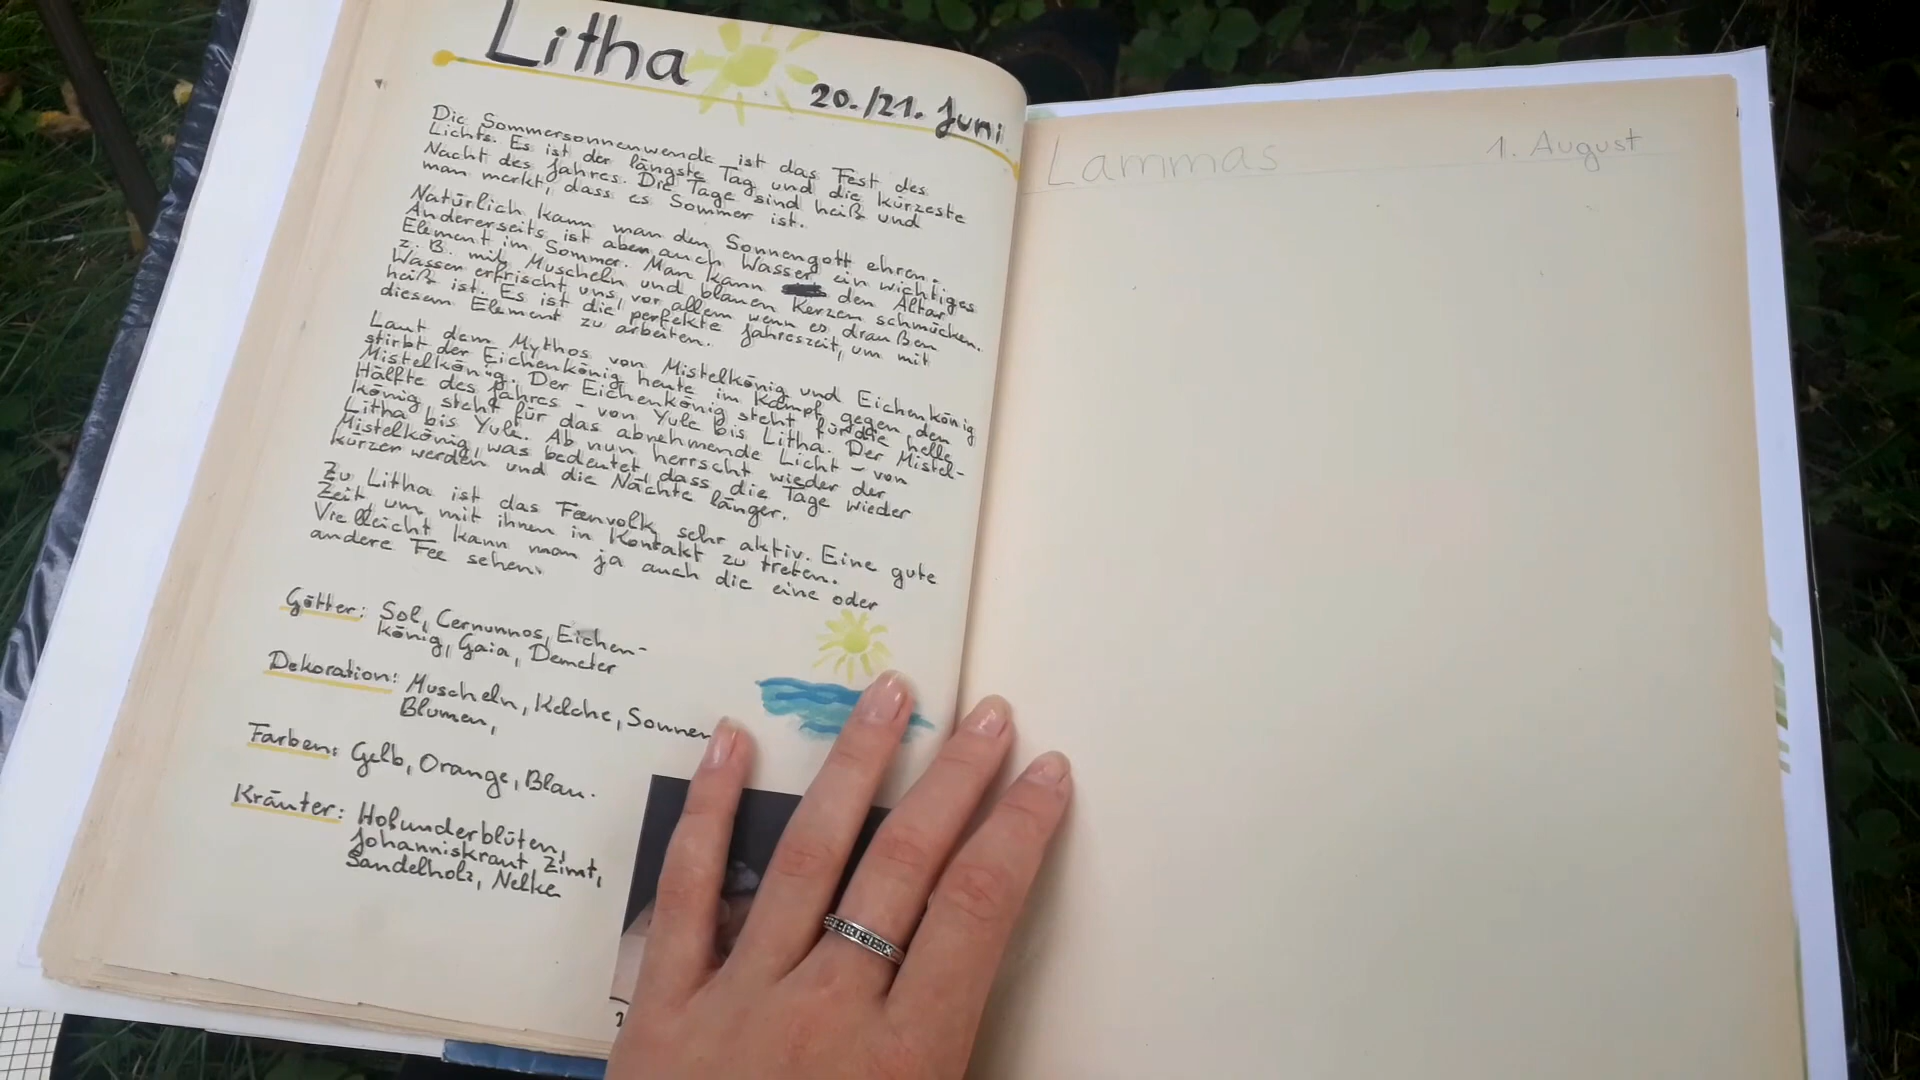 Litha
20./21. Juni
Die Sommersonnenwende ist das Fest des
Lichts. Es ist der längste Tag und die kürzeste
Nacht des Jahres. Die Tage sind heiß und
man merkt, dass es Sommer ist.
Natürlich kann man den Sonnengott ehren.
Andererseits ist aber auch Wasser ein wichtiges
Element im Sommer. Man kann den Altar
z. B. mit Muscheln und blauen Kerzen schmücken.
Wasser erfrischt uns, vor allem wenn es draußen
heiß ist. Es ist die perfekte Jahreszeit, um mit
diesem Element zu arbeiten.
Laut dem Mythos von Mistelkönig und Eichenkönig
stirbt der Eichenkönig heute im Kampf gegen den
Mistelkönig. Der Eichenkönig steht für die helle
Hälfte des Jahres - von Yule bis Litha. Der Mistel-
könig steht für das abnehmende Licht - von
Litha bis Yule. Ab nun herrscht wieder der
Mistelkönig, was bedeutet, dass die Tage wieder
kürzer werden und die Nächte länger.
Zu Litha ist das Feenvolk sehr aktiv. Eine gute
Zeit um mit ihnen in Kontakt zu treten.
Vielleicht kann man ja auch die eine oder
andere Fee sehen.
Götter: Sol, Cernunnos, Eichen-
könig, Gaia, Demeter
Dekoration: Muscheln, Kelche, Sonnen
Blumen,
Farben: Gelb, Orange, Blau.
Kräuter: Holunderblüten,
Johanniskraut, Zimt,
Sandelholz, Nelke
Lammas
1. August